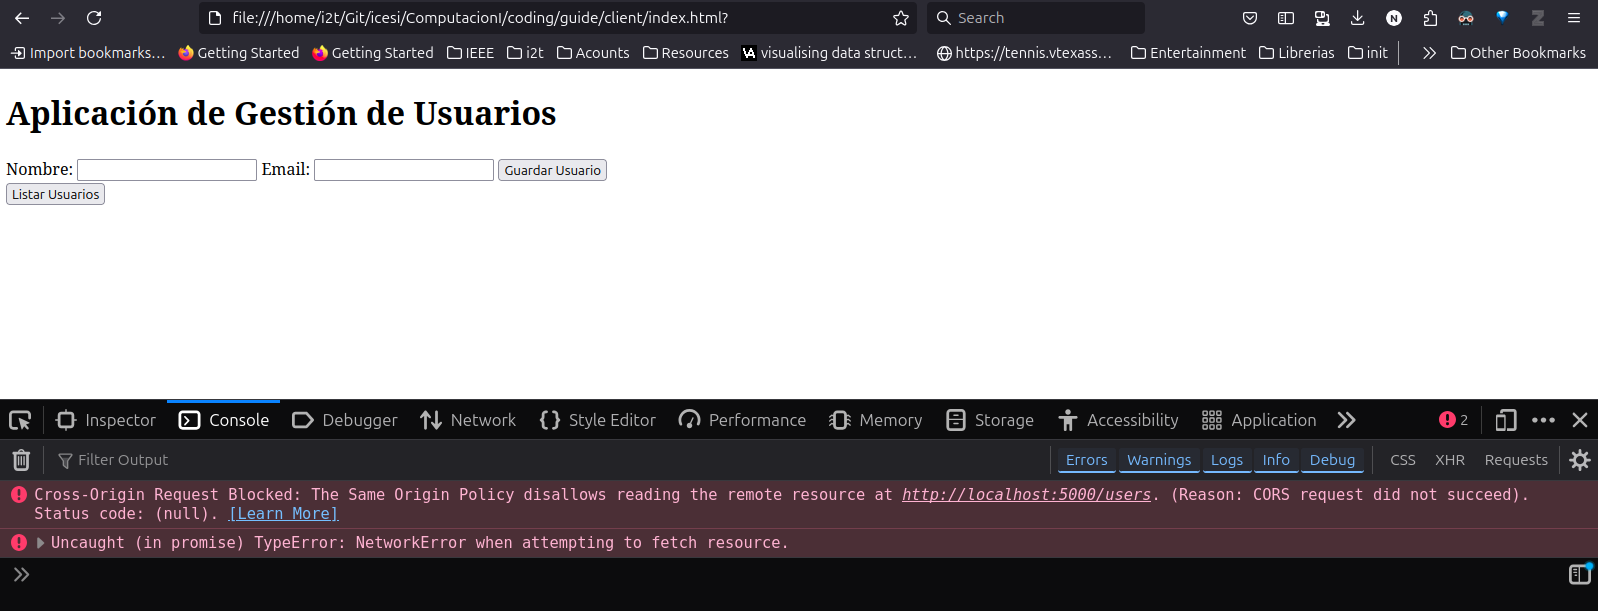 file:///home/i2t/Git/icesi/ComputacionI/coding/guide/client/index.html?
Search
Import bookmarks… Getting Started Getting Started IEEE i2t Acounts Resources VA visualising data struct… https://tennis.vtexass… Entertainment Librerias init Other Bookmarks
Aplicación de Gestión de Usuarios
Nombre: Email: Guardar Usuario
Listar Usuarios
Inspector Console Debugger Network Style Editor Performance Memory Storage Accessibility Application 2
Filter Output Errors Warnings Logs Info Debug CSS XHR Requests
Cross-Origin Request Blocked: The Same Origin Policy disallows reading the remote resource at http://localhost:5000/users. (Reason: CORS request did not succeed).
Status code: (null). [Learn More]
Uncaught (in promise) TypeError: NetworkError when attempting to fetch resource.